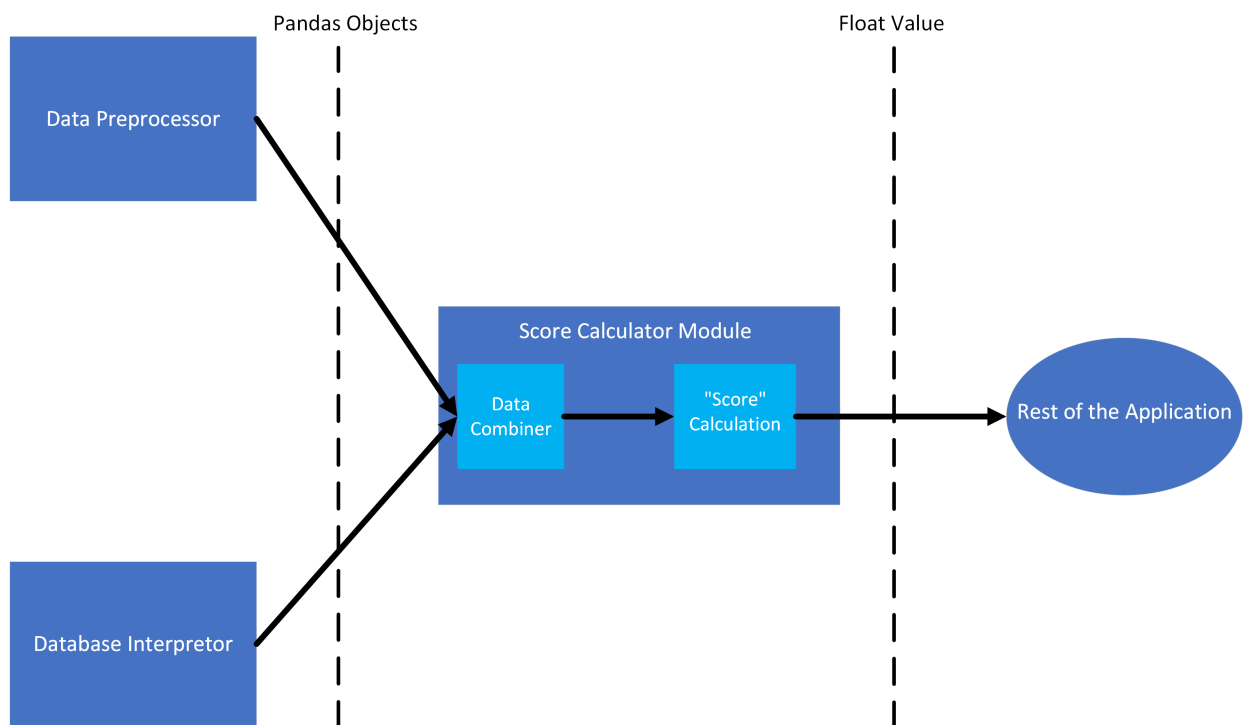 Pandas Objects
Float Value
Data Preprocessor
Score Calculator Module
Data
Combiner
"Score"
Calculation
Rest of the Application
Database Interpretor